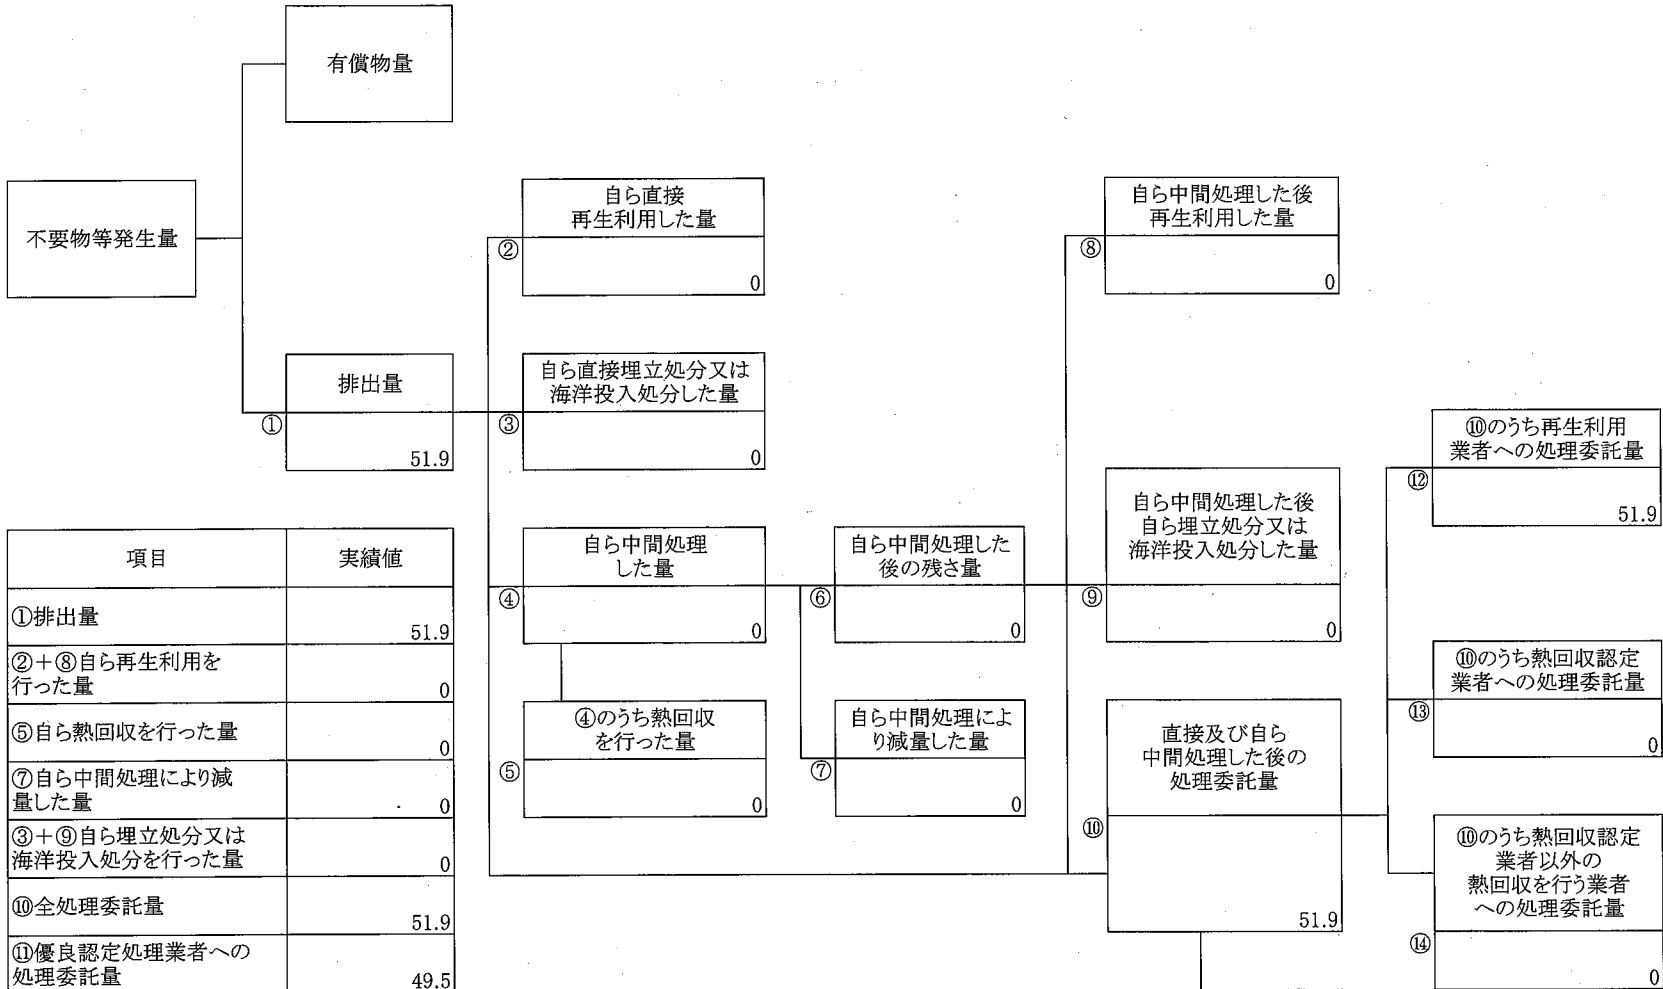 有償物量
不要物等発生量
自ら直接
再生利用した量
②
0
自ら中間処理した後
再生利用した量
⑧
0
排出量
①
51.9
自ら直接埋立処分又は
海洋投入処分した量
③
0
⑩のうち再生利用
業者への処理委託量
⑫
51.9
自ら中間処理
した量
④
0
自ら中間処理した
後の残さ量
⑥
0
自ら中間処理した後
自ら埋立処分又は
海洋投入処分した量
⑨
0
⑩のうち熱回収認定
業者への処理委託量
⑬
0
④のうち熱回収
を行った量
⑤
0
自ら中間処理によ
り減量した量
⑦
0
直接及び自ら
中間処理した後の
処理委託量
⑩
51.9
⑩のうち熱回収認定
業者以外の
熱回収を行う業者
への処理委託量
⑭
0
項目 実績値
①排出量 51.9
②+⑧自ら再生利用を
行った量 0
⑤自ら熱回収を行った量 0
⑦自ら中間処理により減
量した量 0
③+⑨自ら埋立処分又は
海洋投入処分を行った量 0
⑩全処理委託量 51.9
⑪優良認定処理業者への
処理委託量 49.5